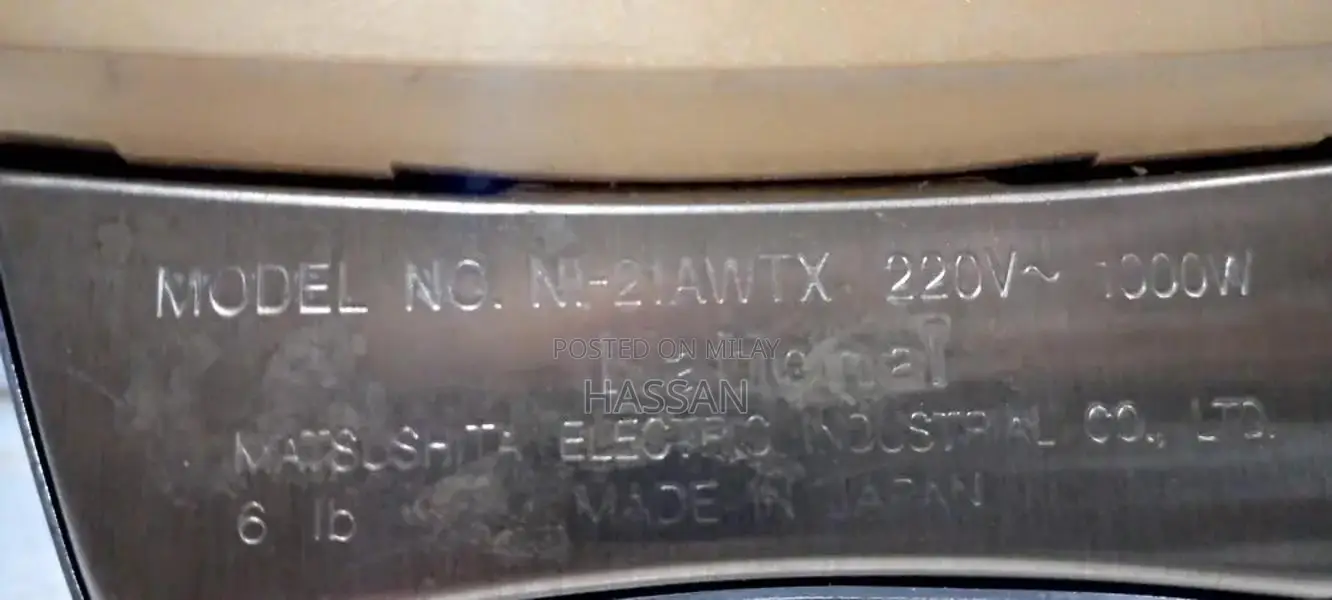 MODEL NO. NI-21AWTX 220V~ 1000W
POSTED ON MILAY
National
HASSAN
MATSUSHITA ELECTRIC INDUSTRIAL CO., LTD.
6 lb MADE IN JAPAN